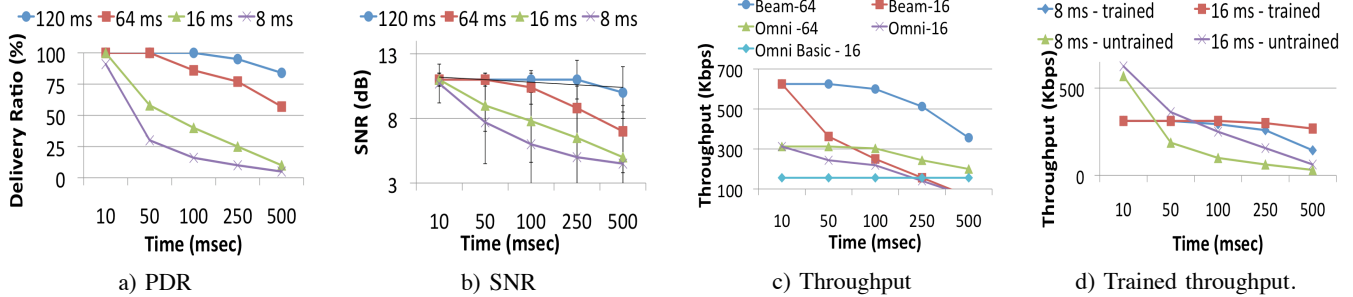 120 ms 64 ms 16 ms 8 ms
Delivery Ratio (%)
100
75
50
25
0
10 50 100 250 500
Time (msec)
a) PDR
120 ms 64 ms 16 ms 8 ms
SNR (dB)
13
8
3
10 50 100 250 500
Time (msec)
b) SNR
Beam-64 Beam-16
Omni -64 Omni-16
Omni Basic - 16
Throughput (Kbps)
700
500
300
100
10 50 100 250 500
Time (msec)
c) Throughput
8 ms - trained 16 ms - trained
8 ms - untrained 16 ms - untrained
Throughput (Kbps)
500
0
10 50 100 250 500
Time (msec)
d) Trained throughput.